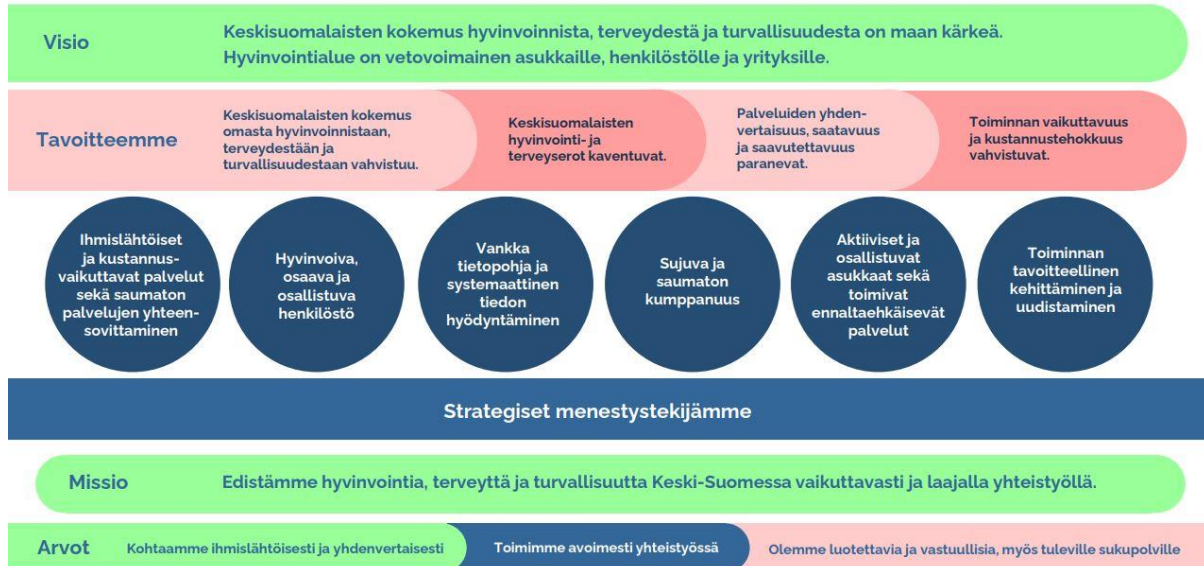 Visio
Keskisuomalaisten kokemus hyvinvoinnista, terveydestä ja turvallisuudesta on maan kärkeä.
Hyvinvointialue on vetovoimainen asukkaille, henkilöstölle ja yrityksille.
Tavoitteemme
Keskisuomalaisten kokemus
omasta hyvinvoinnistaan,
terveydestään ja
turvallisuudestaan vahvistuu.
Keskisuomalaisten
hyvinvointi- ja
terveyserot kaventuvat.
Palveluiden yhden-
vertaisuus, saatavuus
ja saavutettavuus
paranevat.
Toiminnan vaikuttavuus
ja kustannustehokkuus
vahvistuvat.
Ihmislähtöiset
ja kustannus-
vaikuttavat palvelut
sekä saumaton
palvelujen yhteen-
sovittaminen
Hyvinvoiva,
osaava ja
osallistuva
henkilöstö
Vankka
tietopohja ja
systemaattinen
tiedon
hyödyntäminen
Sujuva ja
saumaton
kumppanuus
Aktiiviset ja
osallistuvat
asukkaat sekä
toimivat
ennaltaehkäisevät
palvelut
Toiminnan
tavoitteellinen
kehittäminen ja
uudistaminen
Strategiset menestystekijämme
Missio
Edistämme hyvinvointia, terveyttä ja turvallisuutta Keski-Suomessa vaikuttavasti ja laajalla yhteistyöllä.
Arvot
Kohtaamme ihmislähtöisesti ja yhdenvertaisesti
Toimimme avoimesti yhteistyössä
Olemme luotettavia ja vastuullisia, myös tuleville sukupolville